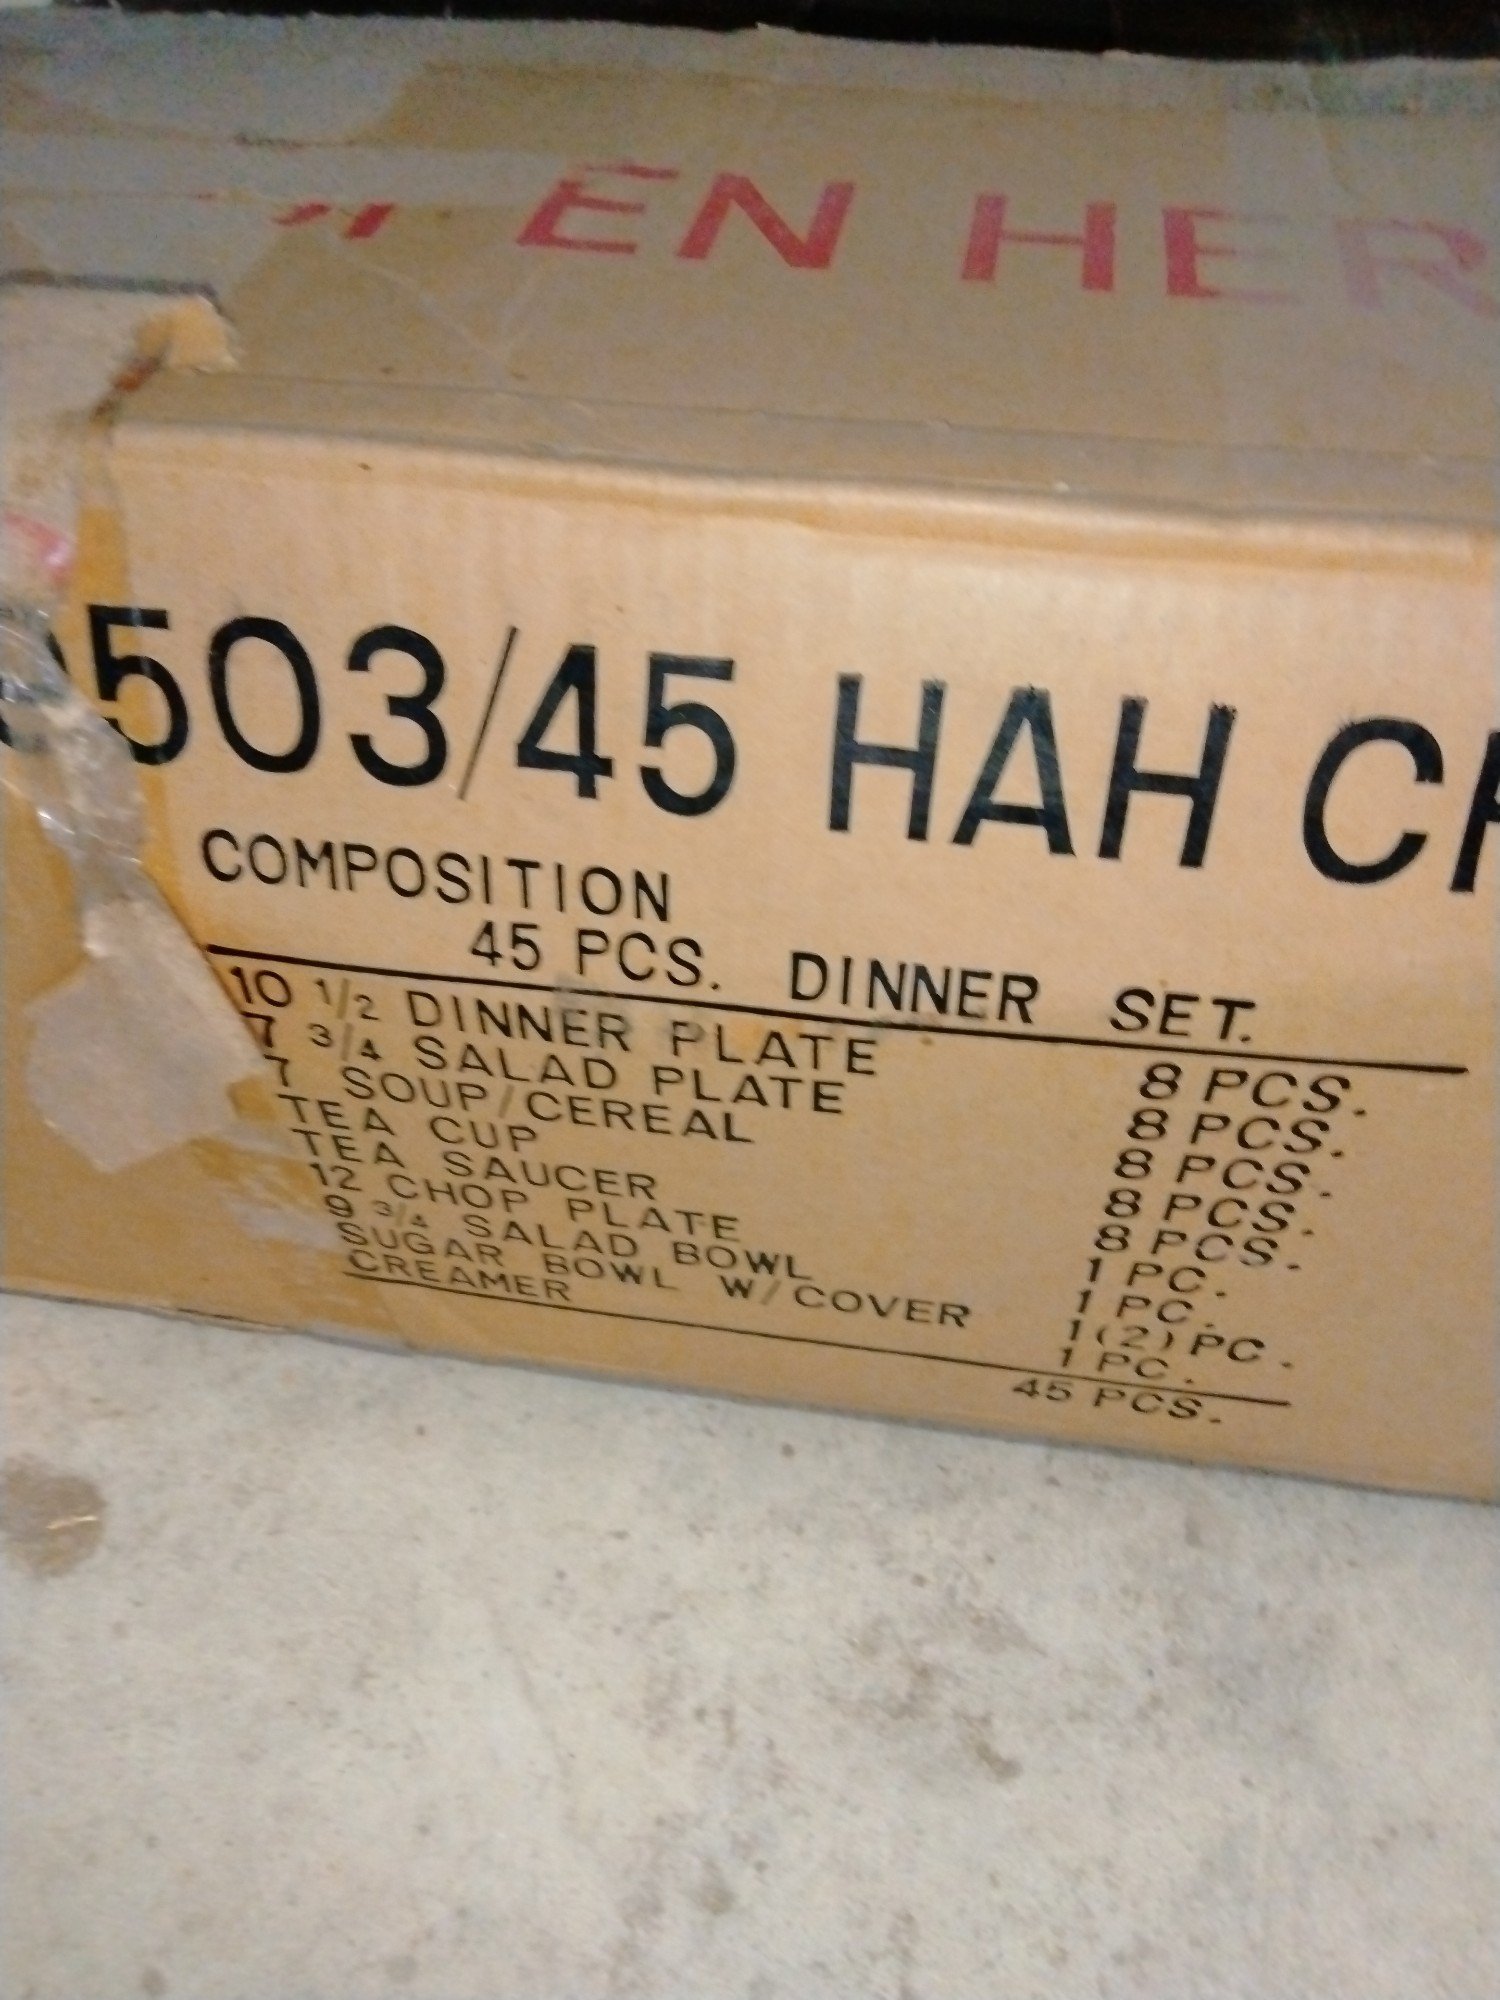 EN HER
503/45 HAH C
COMPOSITION
45 PCS. DINNER SET.
10 1/2 DINNER PLATE 8 PCS.
7 3/4 SALAD PLATE 8 PCS.
7 SOUP/CEREAL 8 PCS.
TEA CUP 8 PCS.
TEA SAUCER 8 PCS.
12 CHOP PLATE 1 PC.
9 3/4 SALAD BOWL 1 PC.
SUGAR BOWL W/COVER 1(2) PC.
CREAMER 1 PC.
45 PCS.